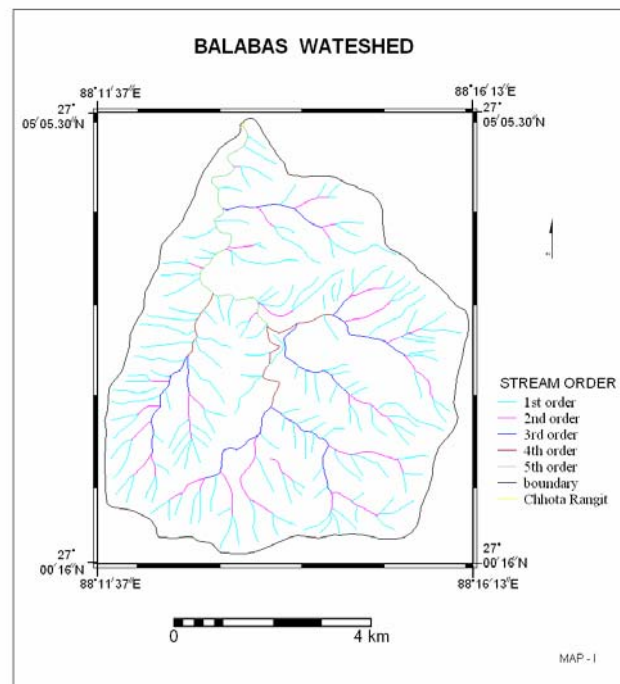 BALABAS WATESHED
88°11'37"E
88°16'13"E
27°
05'05.30"N
27°
05'05.30"N
STREAM ORDER
1st order
2nd order
3rd order
4th order
5th order
boundary
Chhota Rangit
27°
00'16"N
27°
00'16"N
88°11'37"E
88°16'13"E
0
4 km
MAP - I